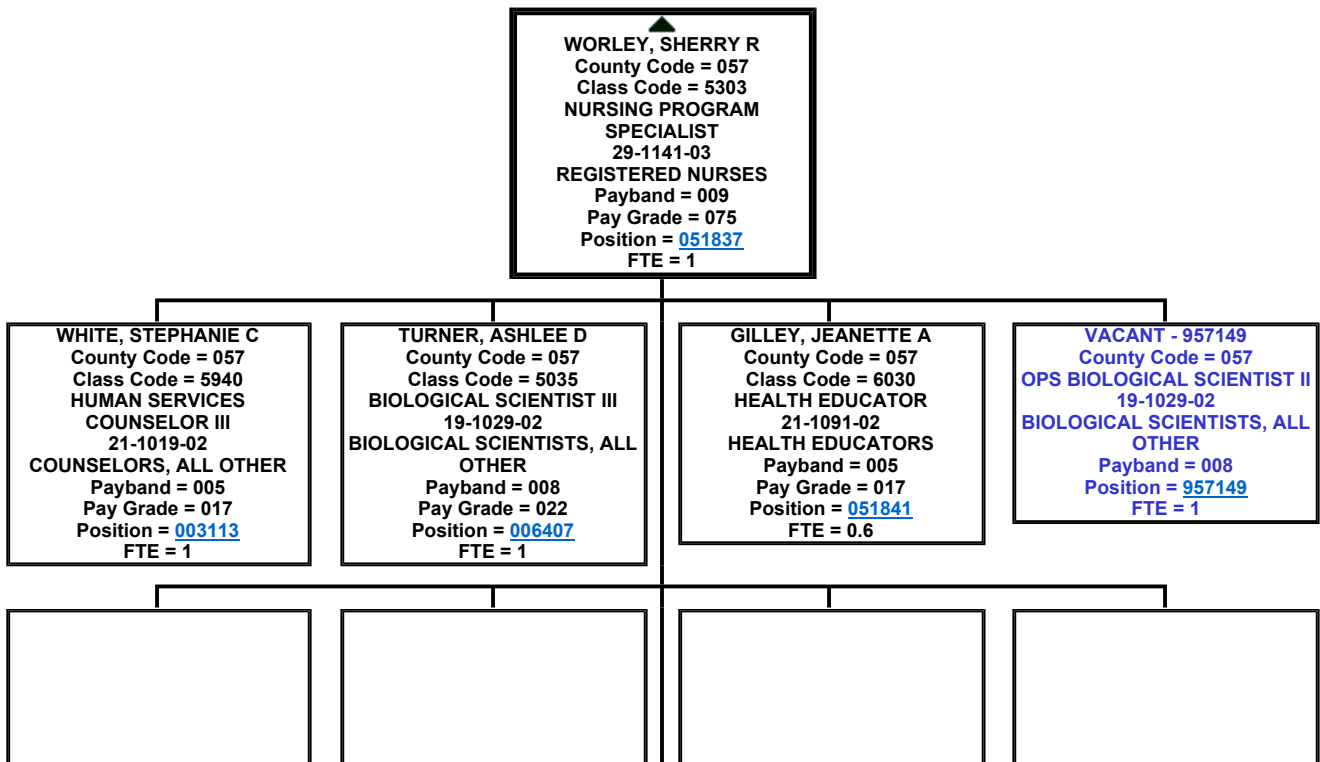 WORLEY, SHERRY R
County Code = 057
Class Code = 5303
NURSING PROGRAM
SPECIALIST
29-1141-03
REGISTERED NURSES
Payband = 009
Pay Grade = 075
Position = 051837
FTE = 1
WHITE, STEPHANIE C
County Code = 057
Class Code = 5940
HUMAN SERVICES
COUNSELOR III
21-1019-02
COUNSELORS, ALL OTHER
Payband = 005
Pay Grade = 017
Position = 003113
FTE = 1
TURNER, ASHLEE D
County Code = 057
Class Code = 5035
BIOLOGICAL SCIENTIST III
19-1029-02
BIOLOGICAL SCIENTISTS, ALL
OTHER
Payband = 008
Pay Grade = 022
Position = 006407
FTE = 1
GILLEY, JEANETTE A
County Code = 057
Class Code = 6030
HEALTH EDUCATOR
21-1091-02
HEALTH EDUCATORS
Payband = 005
Pay Grade = 017
Position = 051841
FTE = 0.6
VACANT - 957149
County Code = 057
OPS BIOLOGICAL SCIENTIST II
19-1029-02
BIOLOGICAL SCIENTISTS, ALL
OTHER
Payband = 008
Position = 957149
FTE = 1